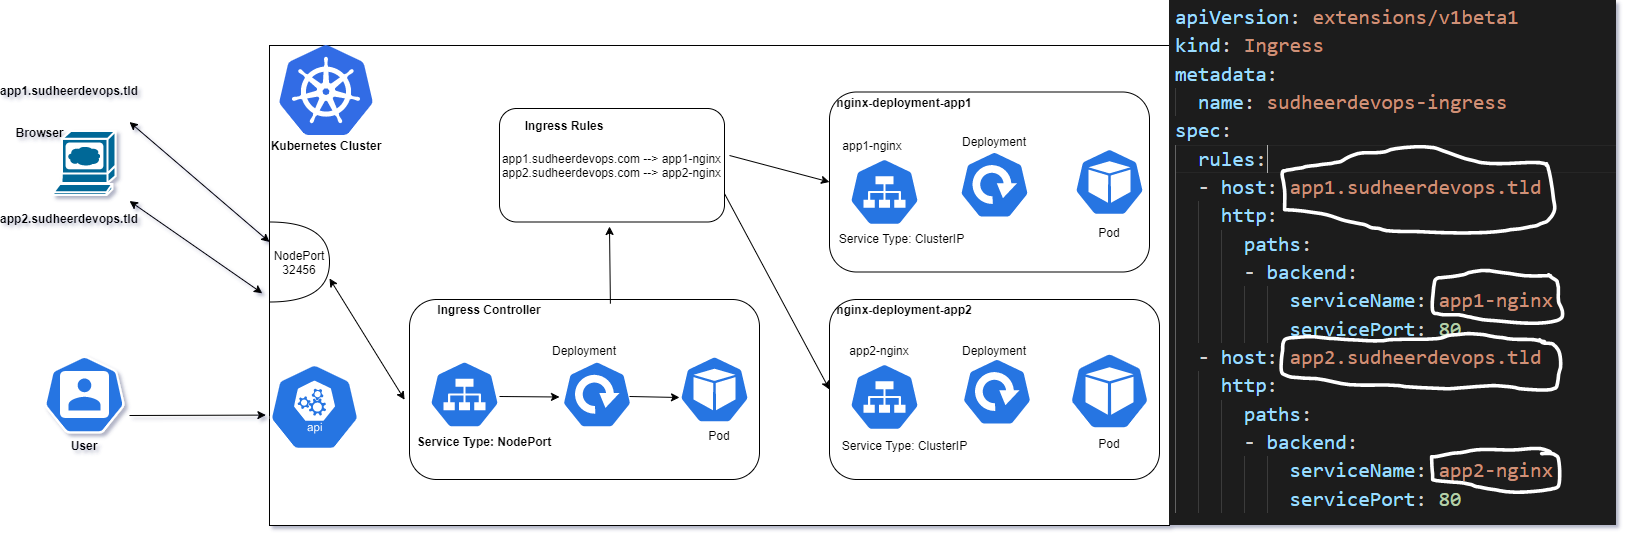 app1.sudheerdevops.tld
Browser
app2.sudheerdevops.tld
User
Kubernetes Cluster
NodePort
32456
api
Ingress Rules
app1.sudheerdevops.com --> app1-nginx
app2.sudheerdevops.com --> app2-nginx
Ingress Controller
Deployment
Service Type: NodePort
Pod
nginx-deployment-app1
app1-nginx
Deployment
Service Type: ClusterIP
Pod
nginx-deployment-app2
app2-nginx
Deployment
Service Type: ClusterIP
Pod
apiVersion: extensions/v1beta1
kind: Ingress
metadata:
name: sudheerdevops-ingress
spec:
rules:
- host: app1.sudheerdevops.tld
http:
paths:
- backend:
serviceName: app1-nginx
servicePort: 80
- host: app2.sudheerdevops.tld
http:
paths:
- backend:
serviceName: app2-nginx
servicePort: 80